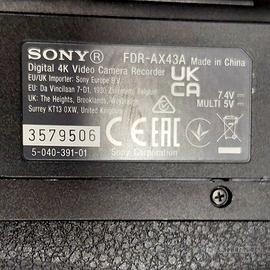 SONY® FDR-AX43A Made in China
Digital 4K Video Camera Recorder
EU/UK Importer: Sony Europe B.V.
EU: Da Vincilaan 7-D1, 1930 Zaventem, Belgium
UK: The Heights, Brooklands, Weybridge,
Surrey KT13 0XW, United Kingdom
UK
CA
7.4V
MULTI 5V
3579506
CE
5-040-391-01
Sony Corporation